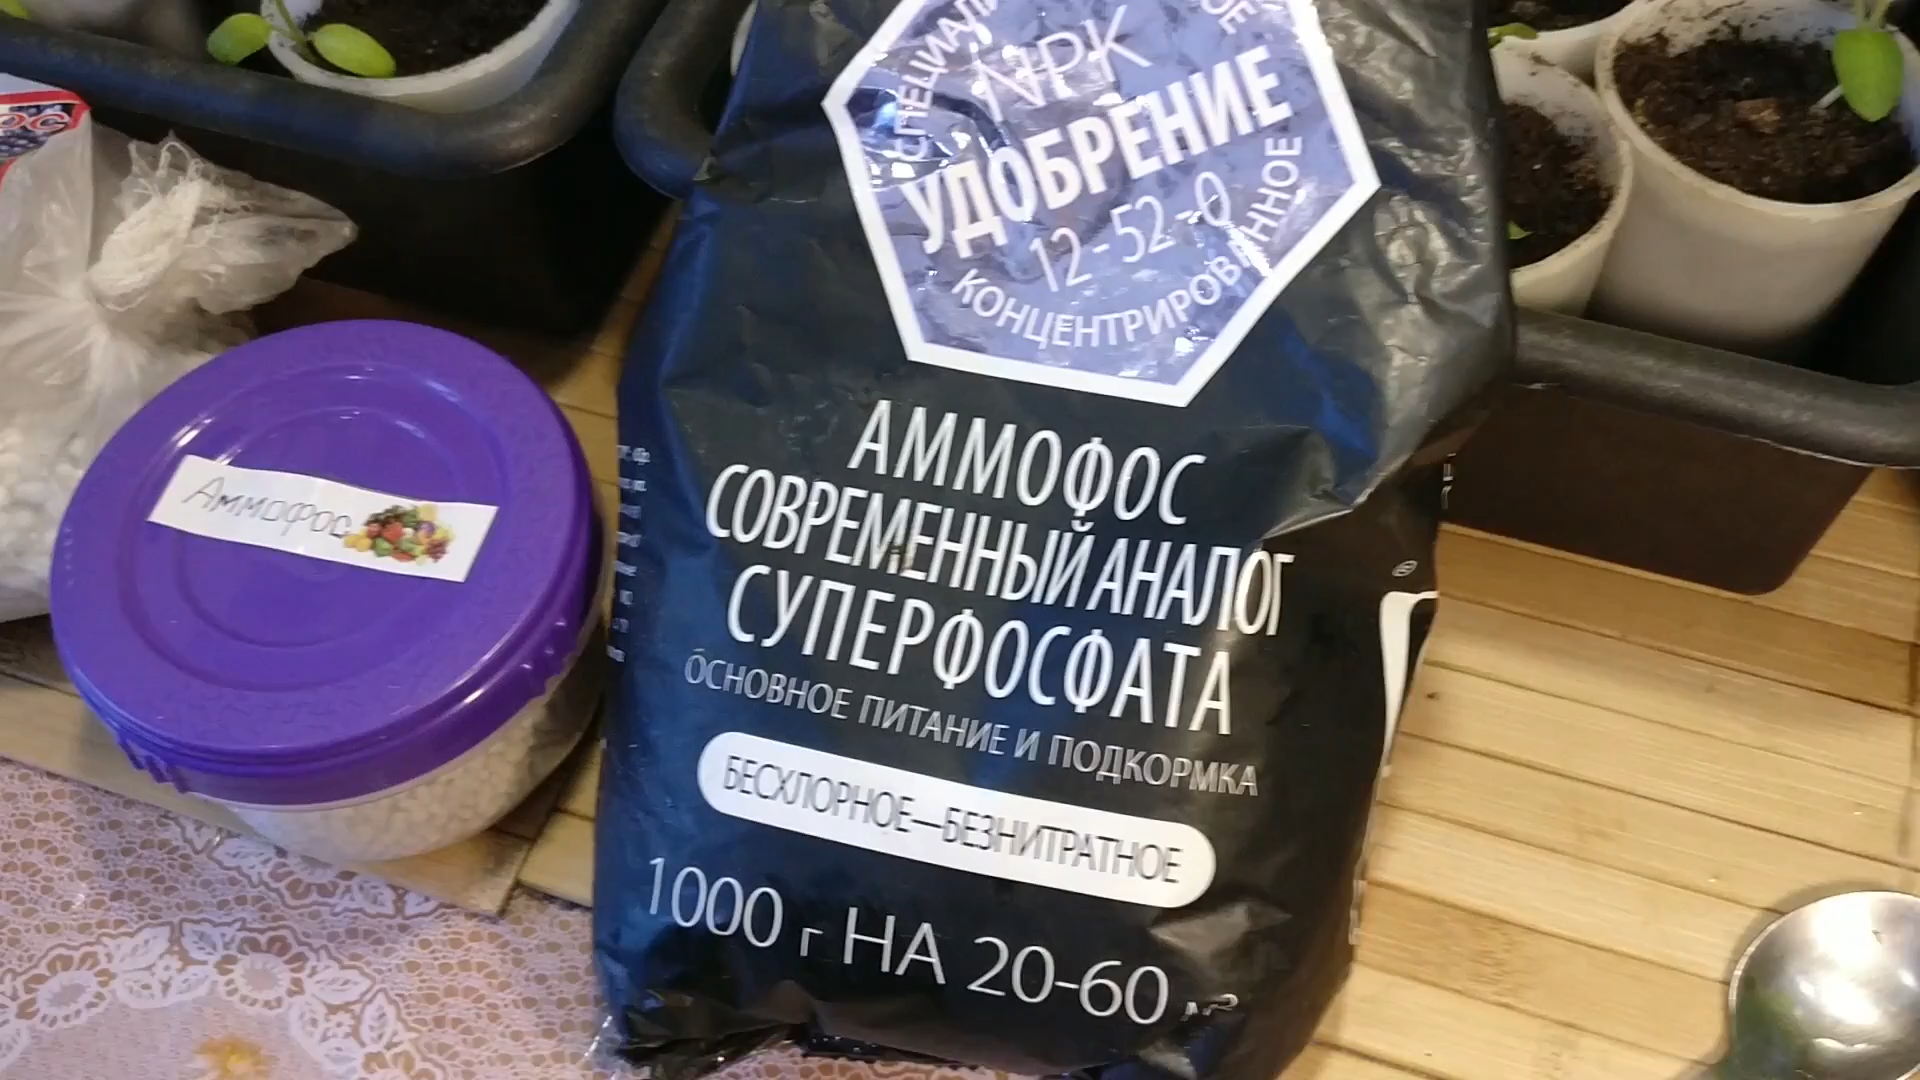 NPK
УДОБРЕНИЕ
12-52-0
КОНЦЕНТРИРОВАННОЕ
АММОФОС
СОВРЕМЕННЫЙ АНАЛОГ
СУПЕРФОСФАТА
ОСНОВНОЕ ПИТАНИЕ И ПОДКОРМКА
БЕСХЛОРНОЕ—БЕЗНИТРАТНОЕ
1000 г НА 20-60 м²
Аммофос